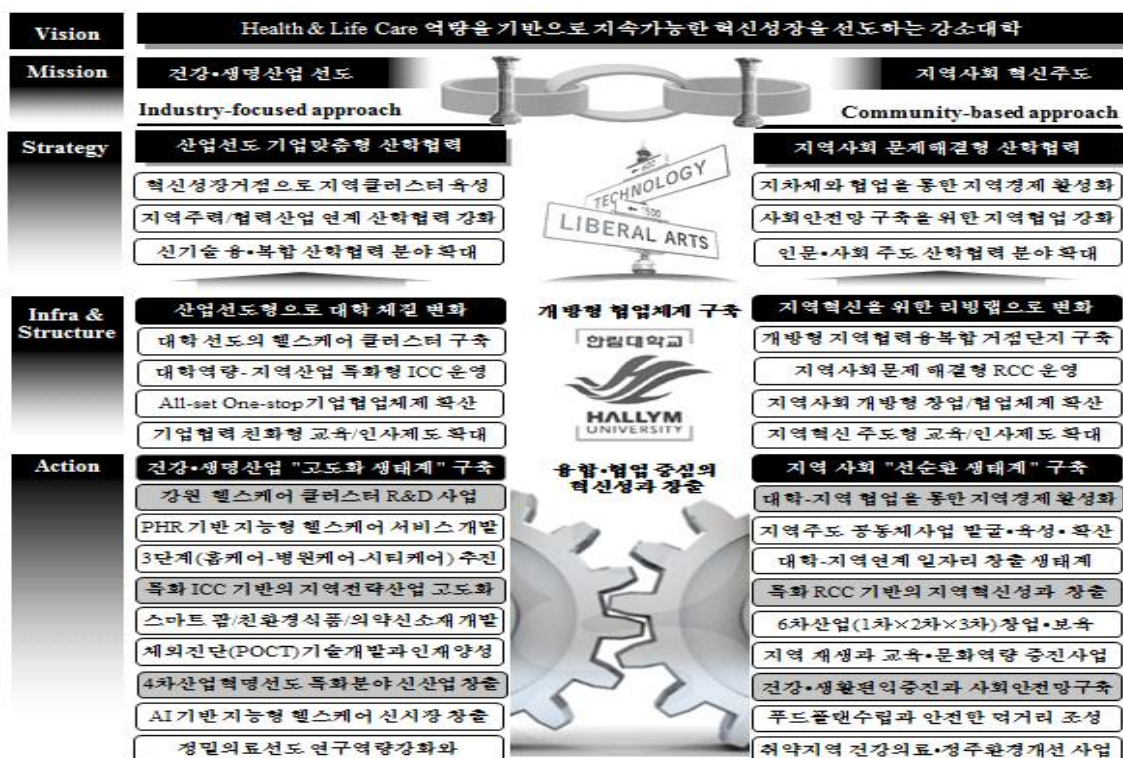 Vision
Health & Life Care 역량을 기반으로 지속가능한 혁신성장을 선도하는 강소대학
Mission
건강•생명산업 선도
지역사회 혁신주도
Industry-focused approach
Community-based approach
Strategy
산업선도 기업맞춤형 산학협력
혁신성장거점으로 지역클러스터 육성
지역주력/협력산업 연계 산학협력 강화
신기술 융•복합 산학협력 분야 확대
TECHNOLOGY
1500
LIBERAL ARTS
지역사회 문제해결형 산학협력
지차체와 협업을 통한 지역경제 활성화
사회안전망 구축을 위한 지역협업 강화
인문•사회 주도 산학협력 분야 확대
Infra &
Structure
산업선도형으로 대학 체질 변화
대학 선도의 헬스케어 클러스터 구축
대학역량-지역산업 특화형 ICC 운영
All-set One-stop 기업협업체제 확산
기업협력 친화형 교육/인사제도 확대
개방형 협업체계 구축
한림대학교
HALLYM
UNIVERSITY
지역혁신을 위한 리빙랩으로 변화
개방형 지역협력융복합 거점단지 구축
지역사회문제 해결형 RCC 운영
지역사회 개방형 창업/협업체계 확산
지역혁신 주도형 교육/인사제도 확대
Action
건강•생명산업 "고도화 생태계" 구축
강원 헬스케어 클러스터 R&D 사업
PHR 기반 지능형 헬스케어 서비스 개발
3단계(홈케어-병원케어-시티케어) 추진
특화 ICC 기반의 지역전략산업 고도화
스마트 팜/친환경식품/의약신소재 개발
체외진단(POCT)기술개발과 인재양성
4차산업혁명선도 특화분야 신산업 창출
AI 기반 지능형 헬스케어 신시장 창출
정밀의료선도 연구역량강화와
융합•협업 중심의
혁신성과 창출
지역 사회 "선순환 생태계" 구축
대학-지역 협업을 통한 지역경제 활성화
지역주도 공동체사업 발굴•육성•확산
대학-지역연계 일자리 창출 생태계
특화 RCC 기반의 지역혁신성과 창출
6차산업(1차×2차×3차)창업•보육
지역 재생과 교육•문화역량 증진사업
건강•생활편익증진과 사회안전망구축
푸드플랜수립과 안전한 먹거리 조성
취약지역 건강의료•정주환경개선 사업